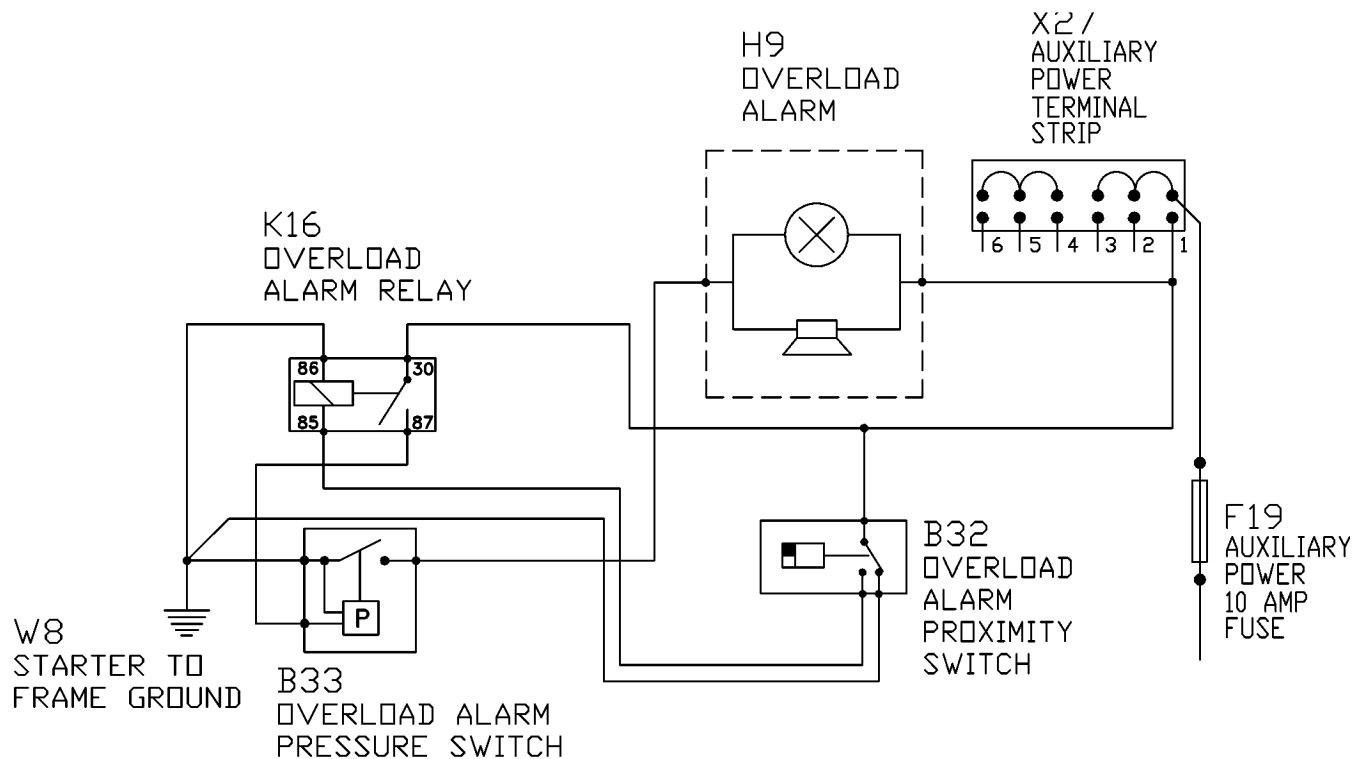 X27
AUXILIARY
POWER
TERMINAL
STRIP
H9
OVERLOAD
ALARM
6 5 4 3 2 1
K16
OVERLOAD
ALARM RELAY
86 30
85 87
F19
AUXILIARY
POWER
10 AMP
FUSE
B32
OVERLOAD
ALARM
PROXIMITY
SWITCH
P
W8
STARTER TO
FRAME GROUND
B33
OVERLOAD ALARM
PRESSURE SWITCH